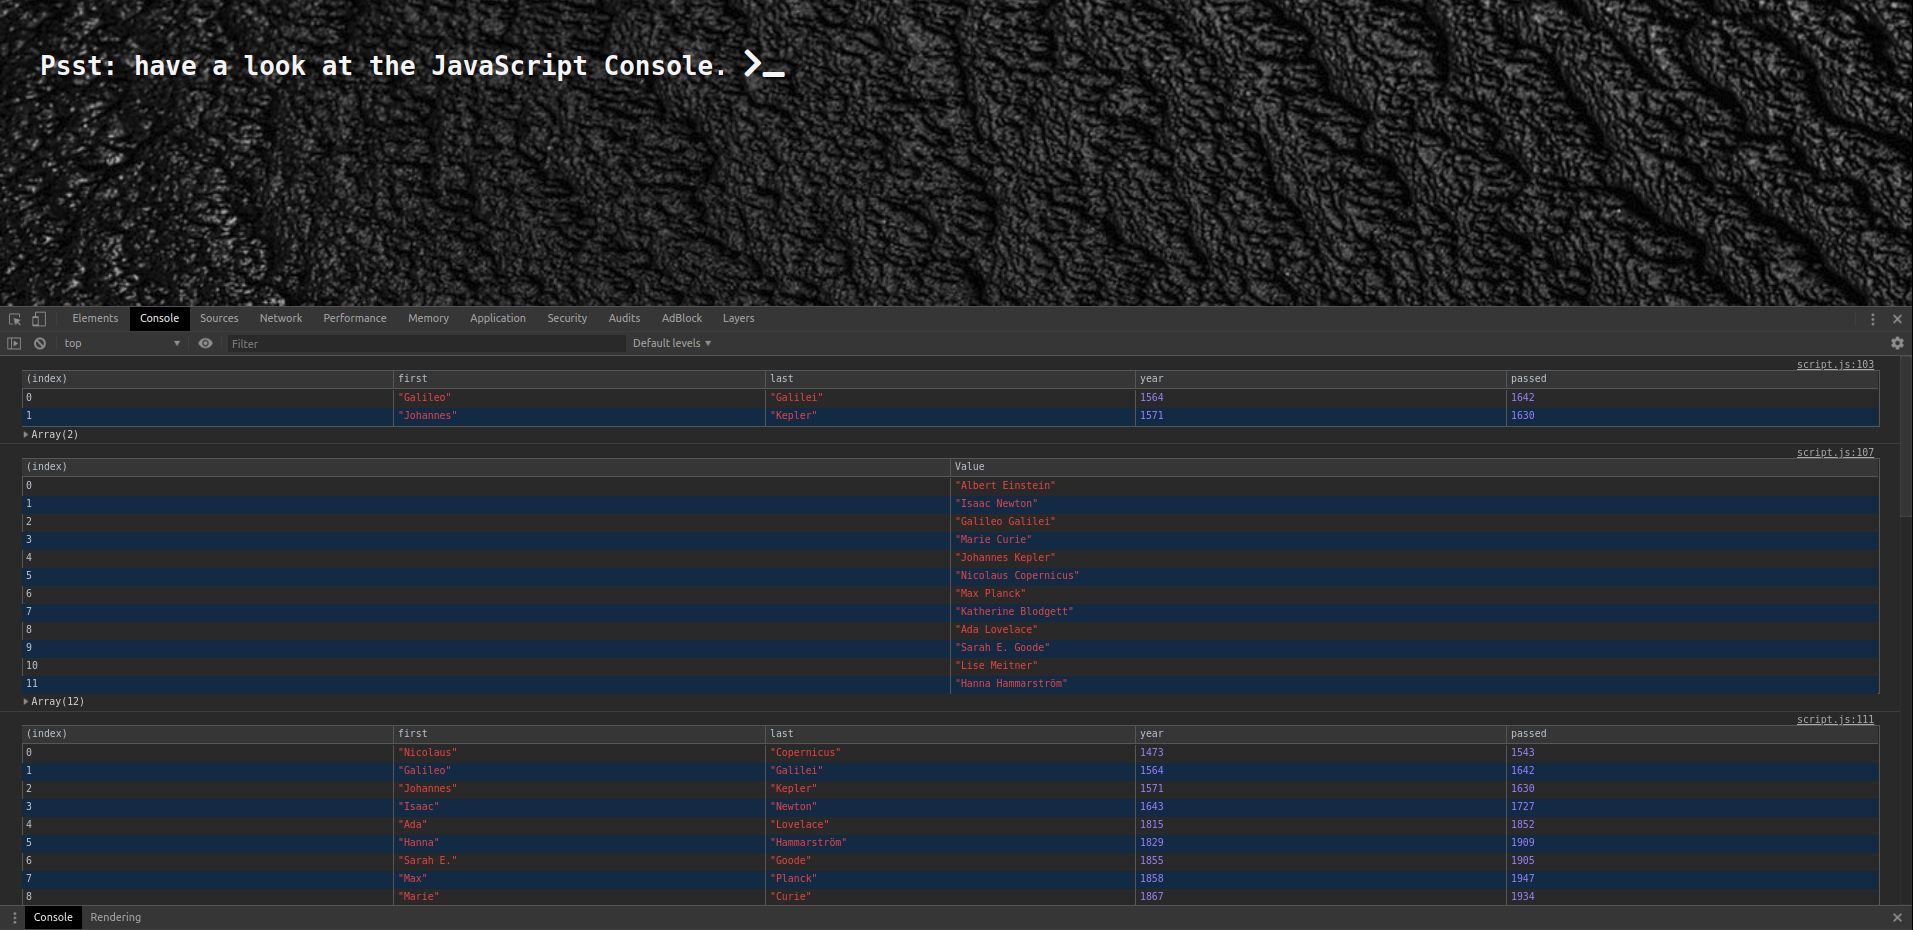 Psst: have a look at the JavaScript Console. >_
Elements Console Sources Network Performance Memory Application Security Audits AdBlock Layers
top Filter Default levels
script.js:103
(index) first last year passed
0 "Galileo" "Galilei" 1564 1642
1 "Johannes" "Kepler" 1571 1630
Array(2)
script.js:107
(index) Value
0 "Albert Einstein"
1 "Isaac Newton"
2 "Galileo Galilei"
3 "Marie Curie"
4 "Johannes Kepler"
5 "Nicolaus Copernicus"
6 "Max Planck"
7 "Katherine Blodgett"
8 "Ada Lovelace"
9 "Sarah E. Goode"
10 "Lise Meitner"
11 "Hanna Hammarström"
Array(12)
script.js:111
(index) first last year passed
0 "Nicolaus" "Copernicus" 1473 1543
1 "Galileo" "Galilei" 1564 1642
2 "Johannes" "Kepler" 1571 1630
3 "Isaac" "Newton" 1643 1727
4 "Ada" "Lovelace" 1815 1852
5 "Hanna" "Hammarström" 1829 1909
6 "Sarah E." "Goode" 1855 1905
7 "Max" "Planck" 1858 1947
8 "Marie" "Curie" 1867 1934
Console Rendering